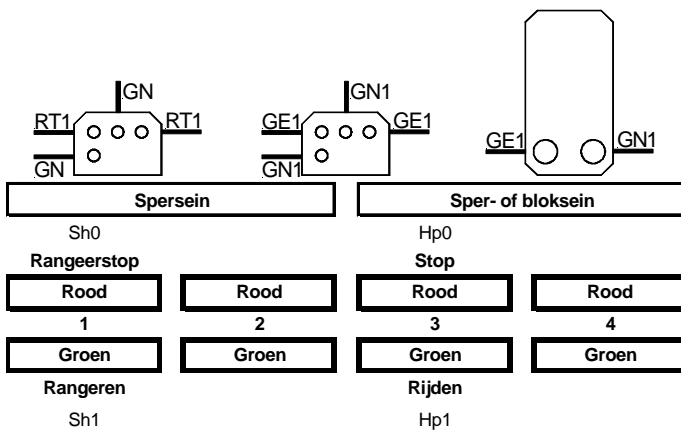 GN
GN1
RT1
RT1
GE1
GE1
GN
GN1
GE1
GN1
Spersein
Sper- of bloksein
Sh0
Hp0
Rangeerstop
Stop
Rood
Rood
Rood
Rood
1
2
3
4
Groen
Groen
Groen
Groen
Rangeren
Rijden
Sh1
Hp1